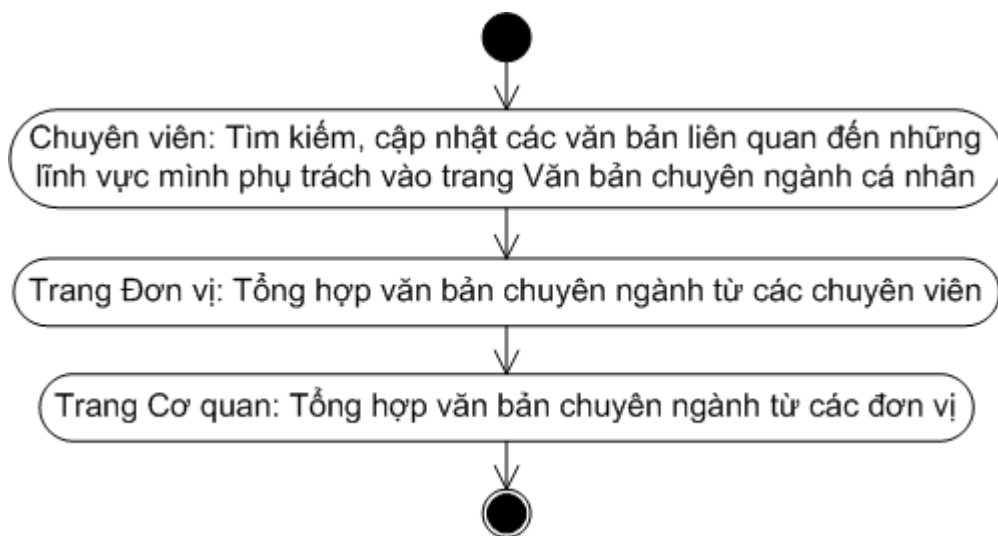 Chuyên viên: Tìm kiếm, cập nhật các văn bản liên quan đến những
lĩnh vực mình phụ trách vào trang Văn bản chuyên ngành cá nhân
Trang Đơn vị: Tổng hợp văn bản chuyên ngành từ các chuyên viên
Trang Cơ quan: Tổng hợp văn bản chuyên ngành từ các đơn vị